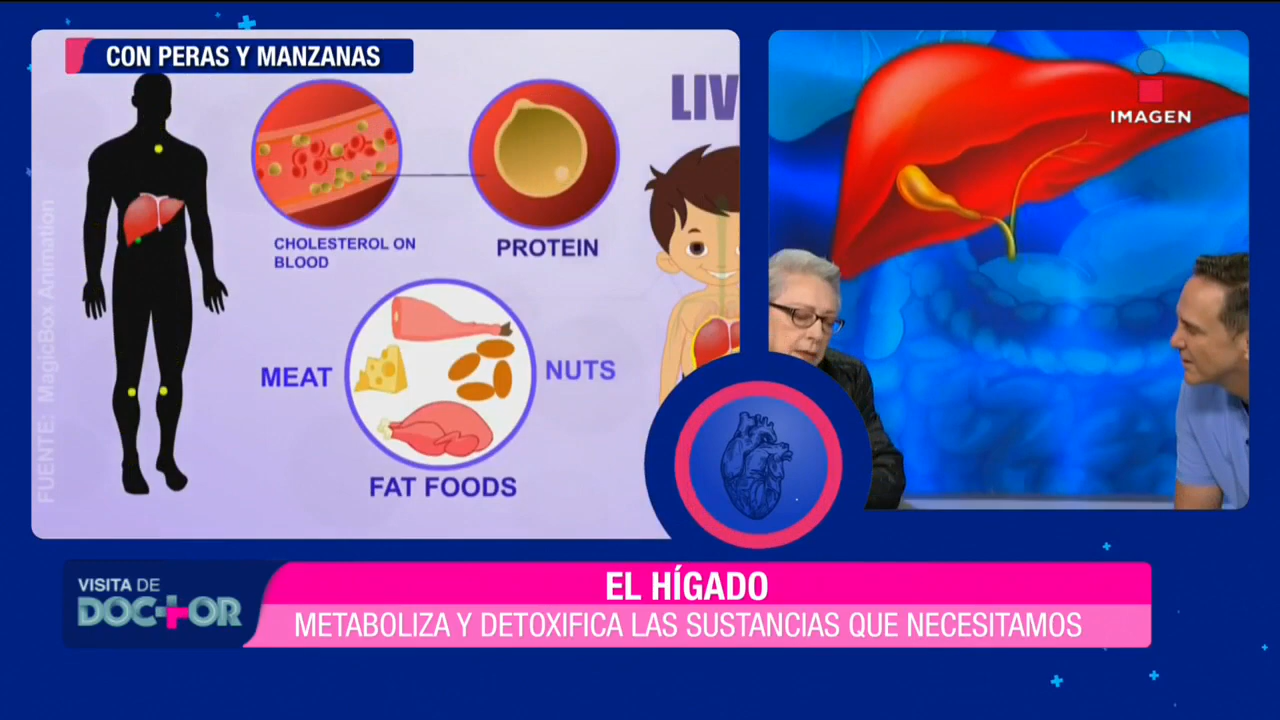 CON PERAS Y MANZANAS
LIV
IMAGEN
CHOLESTEROL ON
BLOOD
PROTEIN
MEAT
NUTS
FAT FOODS
FUENTE: MagicBox Animation
VISITA DE
DOCTOR
EL HÍGADO
METABOLIZA Y DETOXIFICA LAS SUSTANCIAS QUE NECESITAMOS